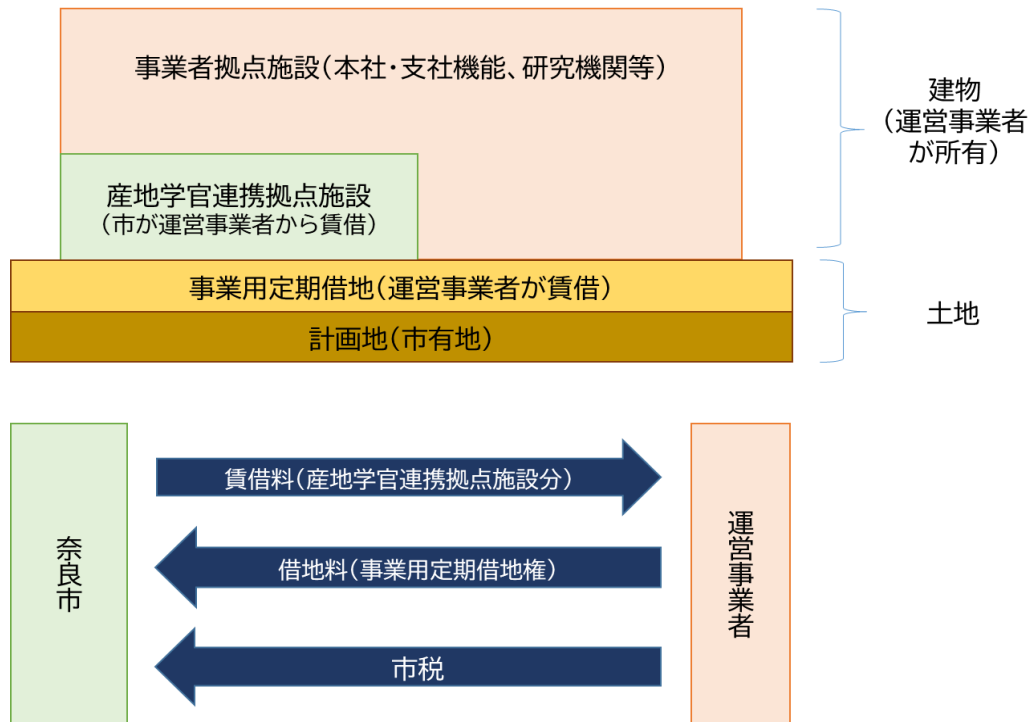 事業者拠点施設（本社・支社機能、研究機関等）
建物
（運営事業者
が所有）
産地学官連携拠点施設
（市が運営事業者から賃借）
事業用定期借地（運営事業者が賃借）
計画地（市有地）
土地
奈良市
賃借料（産地学官連携拠点施設分）
借地料（事業用定期借地権）
市税
運営事業者